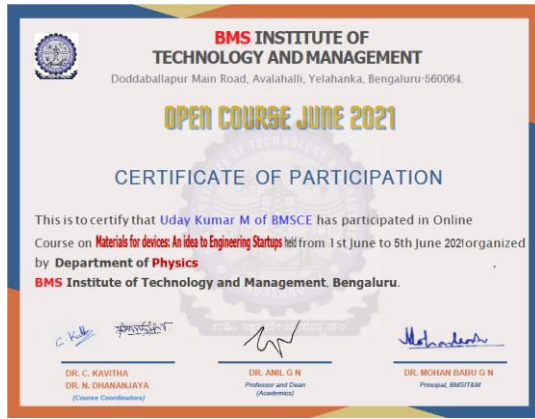 BMS INSTITUTE OF
TECHNOLOGY AND MANAGEMENT
Doddaballapur Main Road, Avalahalli, Yelahanka, Bengaluru-560064.
OPEN COURSE JUNE 2021
CERTIFICATE OF PARTICIPATION
This is to certify that Uday Kumar M of BMSCE has participated in Online
Course on Materials for devices: An idea to Engineering Startups held from 1st June to 5th June 2021 organized
by Department of Physics
BMS Institute of Technology and Management, Bengaluru.
DR. C. KAVITHA
DR. N. DHANANJAYA
(Course Coordinators)
DR. ANIL G N
Professor and Dean
(Academics)
DR. MOHAN BABU G N
Principal, BMSIT&M